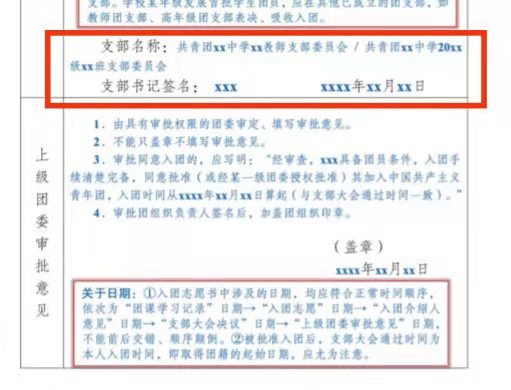 支部。学校某年级发展首批学生团员，应在其他已成立的团支部，如
教师团支部、高年级团支部表决、吸收入团。
支部名称：共青团xx中学xx教师支部委员会 / 共青团xx中学20xx
级xx班支部委员会
支部书记签名：xxx xxxx年xx月xx日
上级团委审批意见
1．由具有审批权限的团委审定、填写审批意见。
2．不能只盖章不填写审批意见。
3．审批同意入团的，应写明：“经审查，xxx具备团员条件，入团手
续清楚完备，同意批准（或经某一级团委授权批准）其加入中国共产主义
青年团，入团时间从xxxx年xx月xx日算起（与支部大会通过时间一致）。”
4．审批团组织负责人签名后，加盖团组织印章。
（盖章）
xxxx年xx月xx日
关于日期：①入团志愿书中涉及的日期，均应符合正常时间顺序，
依次为“团课学习记录”日期→“入团志愿”日期→“入团介绍人
意见”日期→“支部大会决议”日期→“上级团委审批意见”日期，
不能前后交错、顺序颠倒。②被批准入团后，支部大会通过时间为
本人入团时间，即取得团籍的起始日期，应尤为注意。